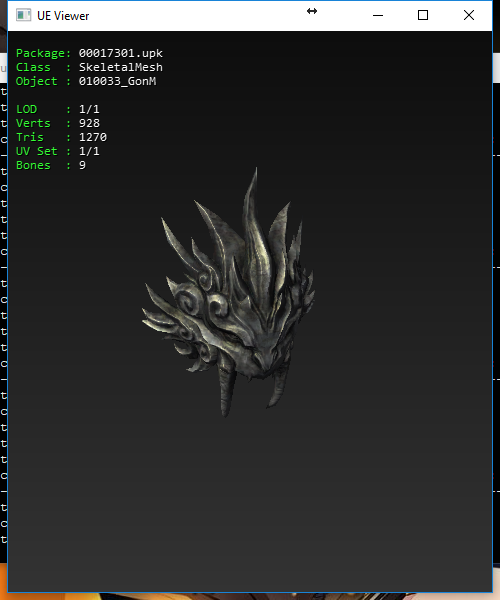 UE Viewer
Package: 00017301.upk
Class : SkeletalMesh
Object : 010033_GonM
LOD : 1/1
Verts : 928
Tris : 1270
UV Set : 1/1
Bones : 9